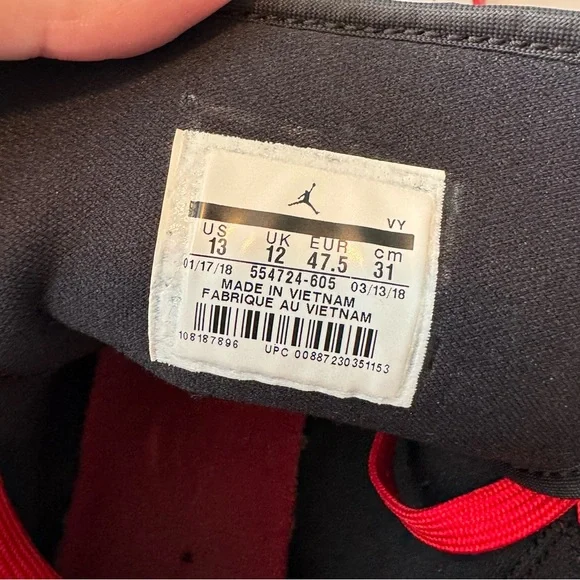 VY
US UK EUR cm
13 12 47.5 31
01/17/18 554724-605 03/13/18
MADE IN VIETNAM
FABRIQUE AU VIETNAM
108187896 UPC 00887230351153